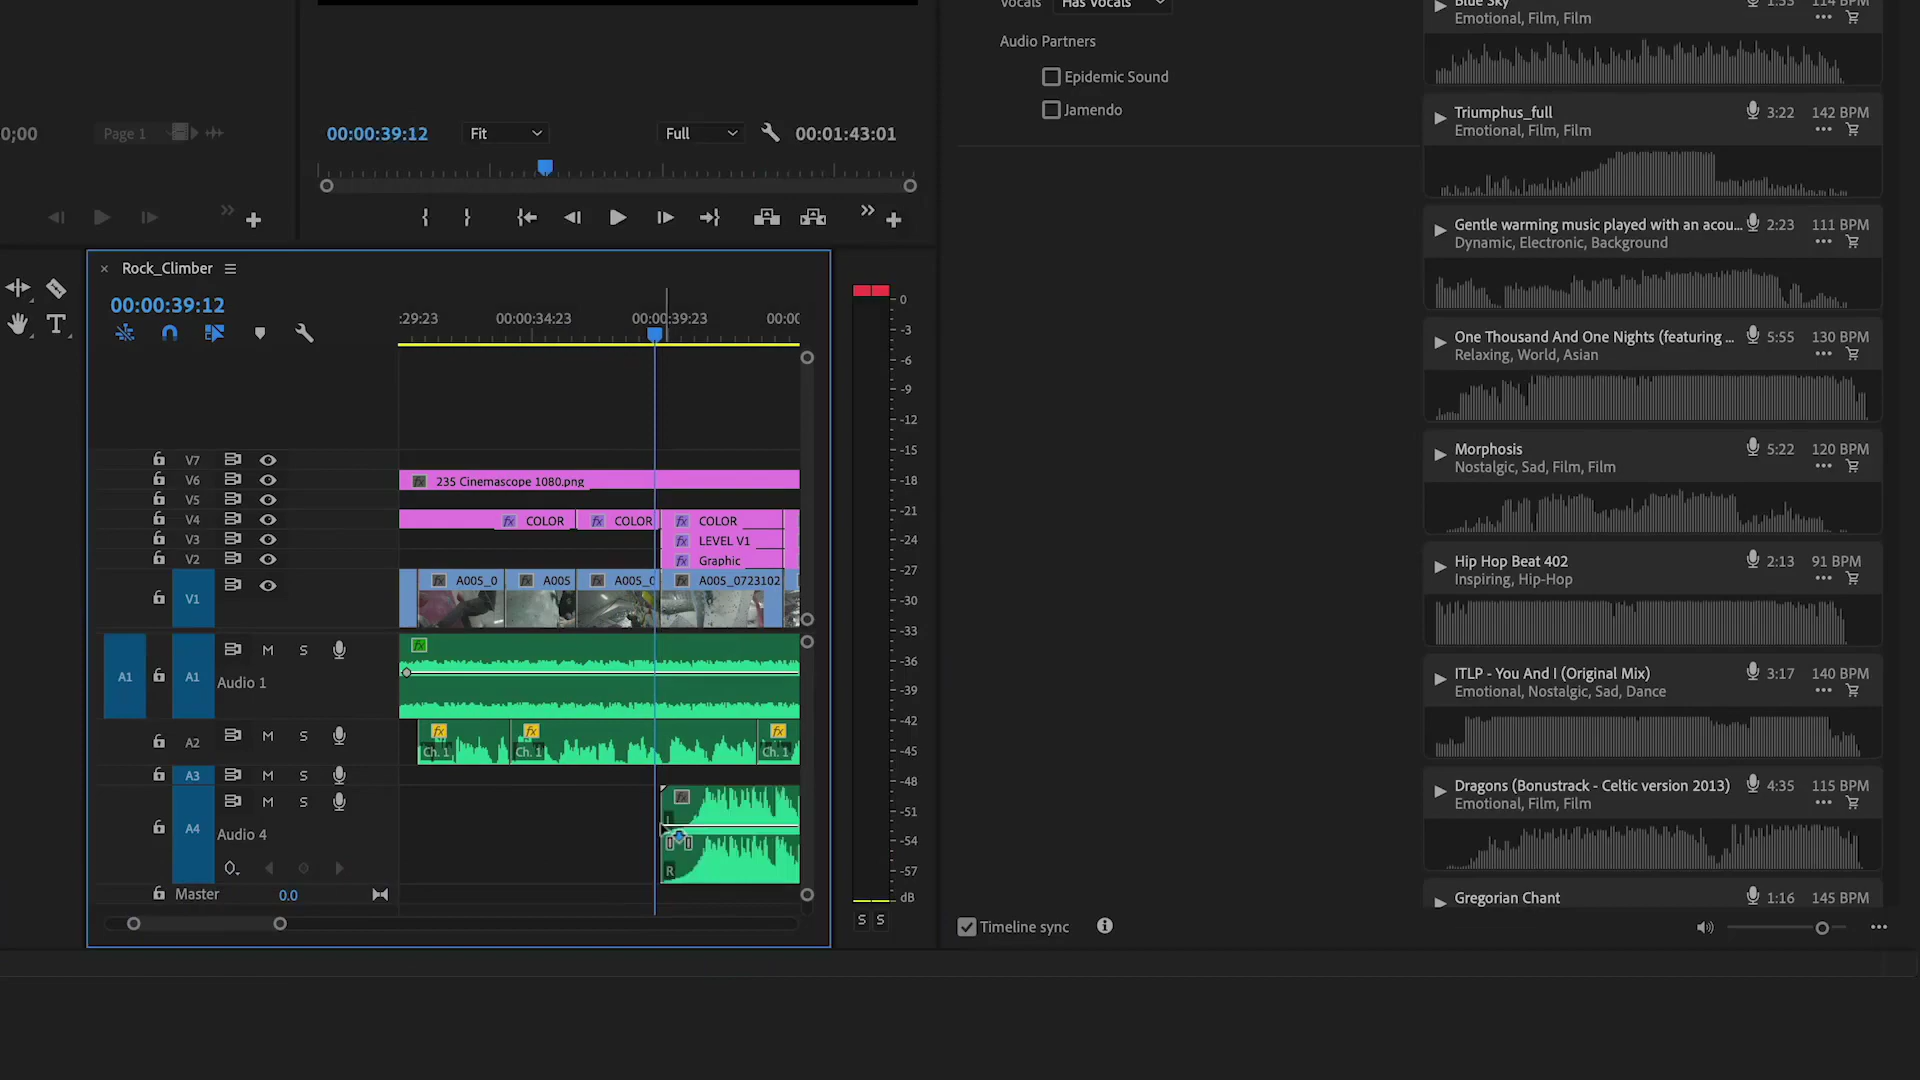 Vocals Has Vocals
Audio Partners
Epidemic Sound
Jamendo
0;00
Page 1
00:00:39:12
Fit
Full
00:01:43:01
Rock_Climber
00:00:39:12
:29:23
00:00:34:23
00:00:39:23
V7
V6
V5
V4
V3
V2
V1
V1
235 Cinemascope 1080.png
COLOR
COLOR
COLOR
LEVEL V1
Graphic
A005_0
A005
A005_0
A005_0723102
A1
A1
M
S
Audio 1
A2
M
S
Ch. 1
Ch. 1
Ch. 1
A3
M
S
A4
M
S
Audio 4
L
R
Master
0.0
0
-3
-6
-9
-12
-15
-18
-21
-24
-27
-30
-33
-36
-39
-42
-45
-48
-51
-54
-57
dB
S
S
Timeline sync
Blue Sky 1:53 114 BPM
Emotional, Film, Film
Triumphus_full 3:22 142 BPM
Emotional, Film, Film
Gentle warming music played with an acou... 2:23 111 BPM
Dynamic, Electronic, Background
One Thousand And One Nights (featuring ... 5:55 130 BPM
Relaxing, World, Asian
Morphosis 5:22 120 BPM
Nostalgic, Sad, Film, Film
Hip Hop Beat 402 2:13 91 BPM
Inspiring, Hip-Hop
ITLP - You And I (Original Mix) 3:17 140 BPM
Emotional, Nostalgic, Sad, Dance
Dragons (Bonustrack - Celtic version 2013) 4:35 115 BPM
Emotional, Film, Film
Gregorian Chant 1:16 145 BPM